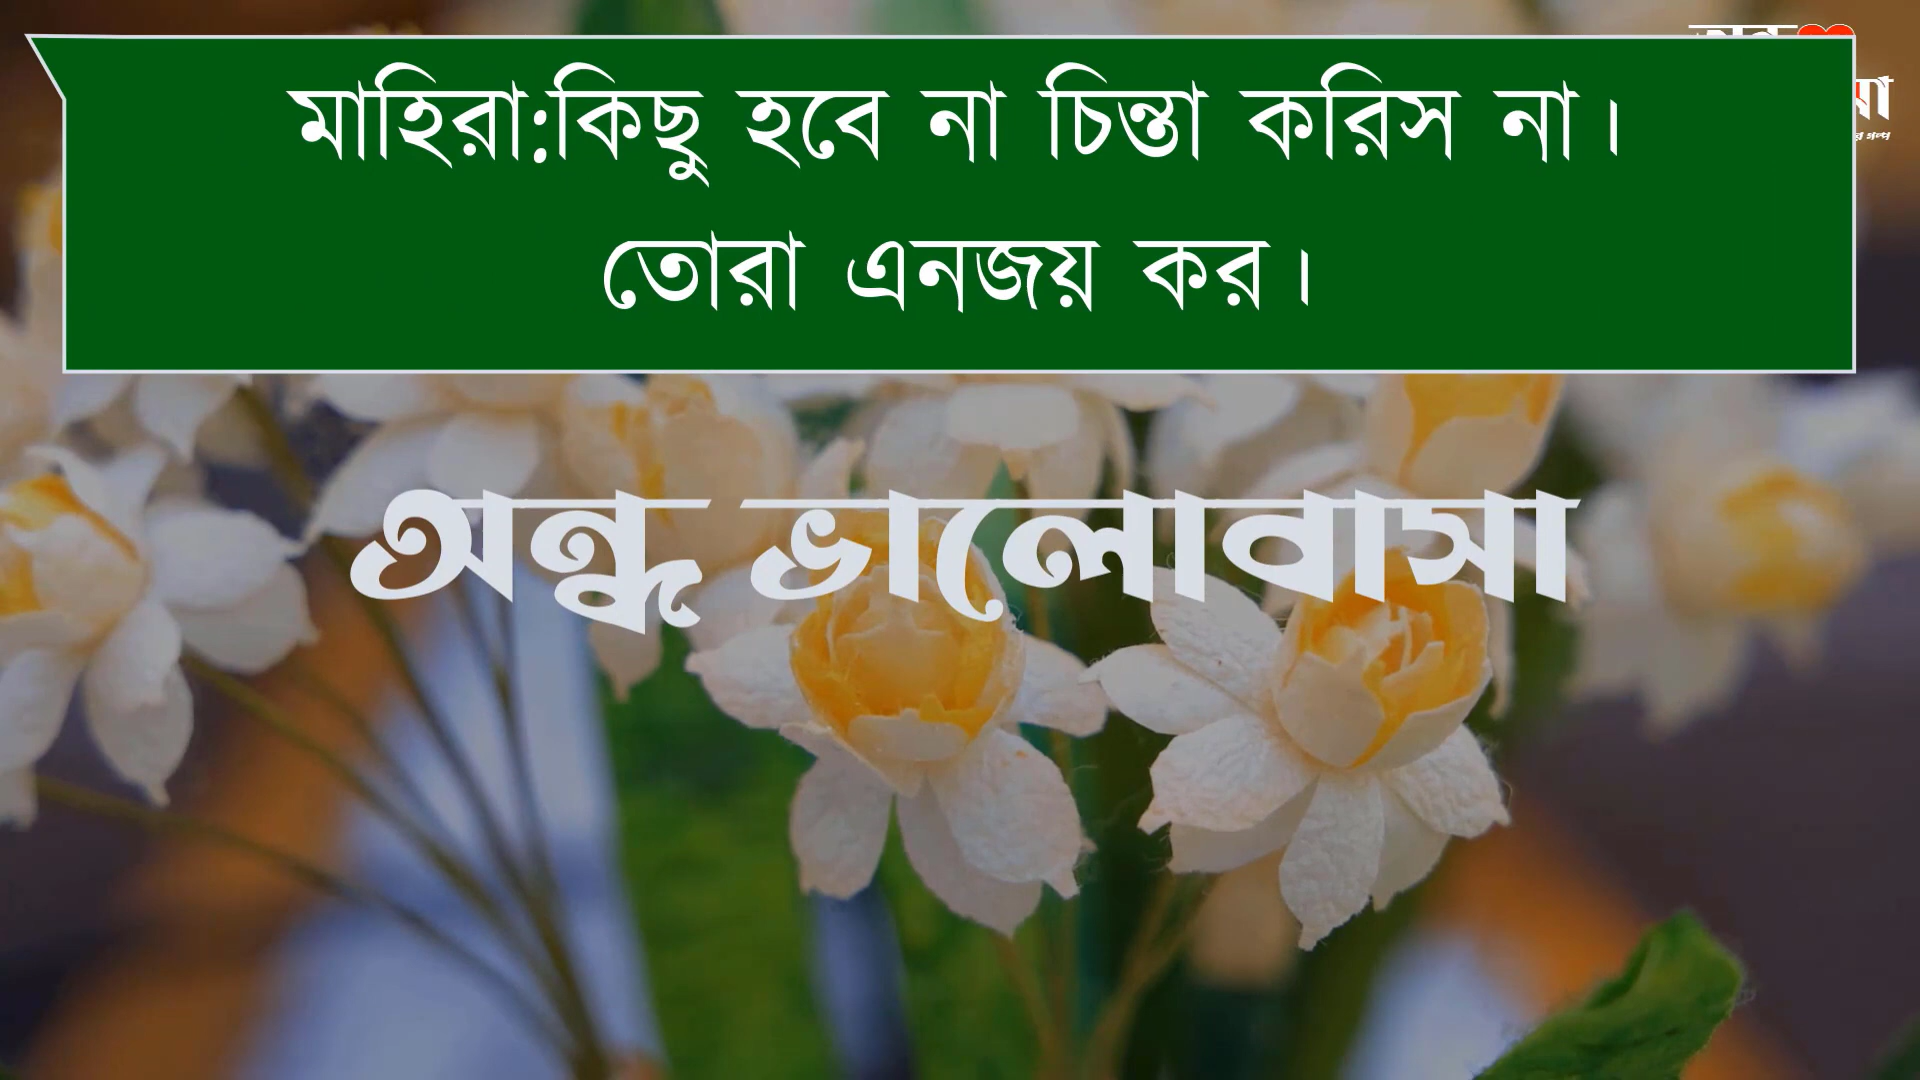 মাহিরা:কিছু হবে না চিন্তা করিস না।
তোরা এনজয় কর।
অন্ধ ভালোবাসা